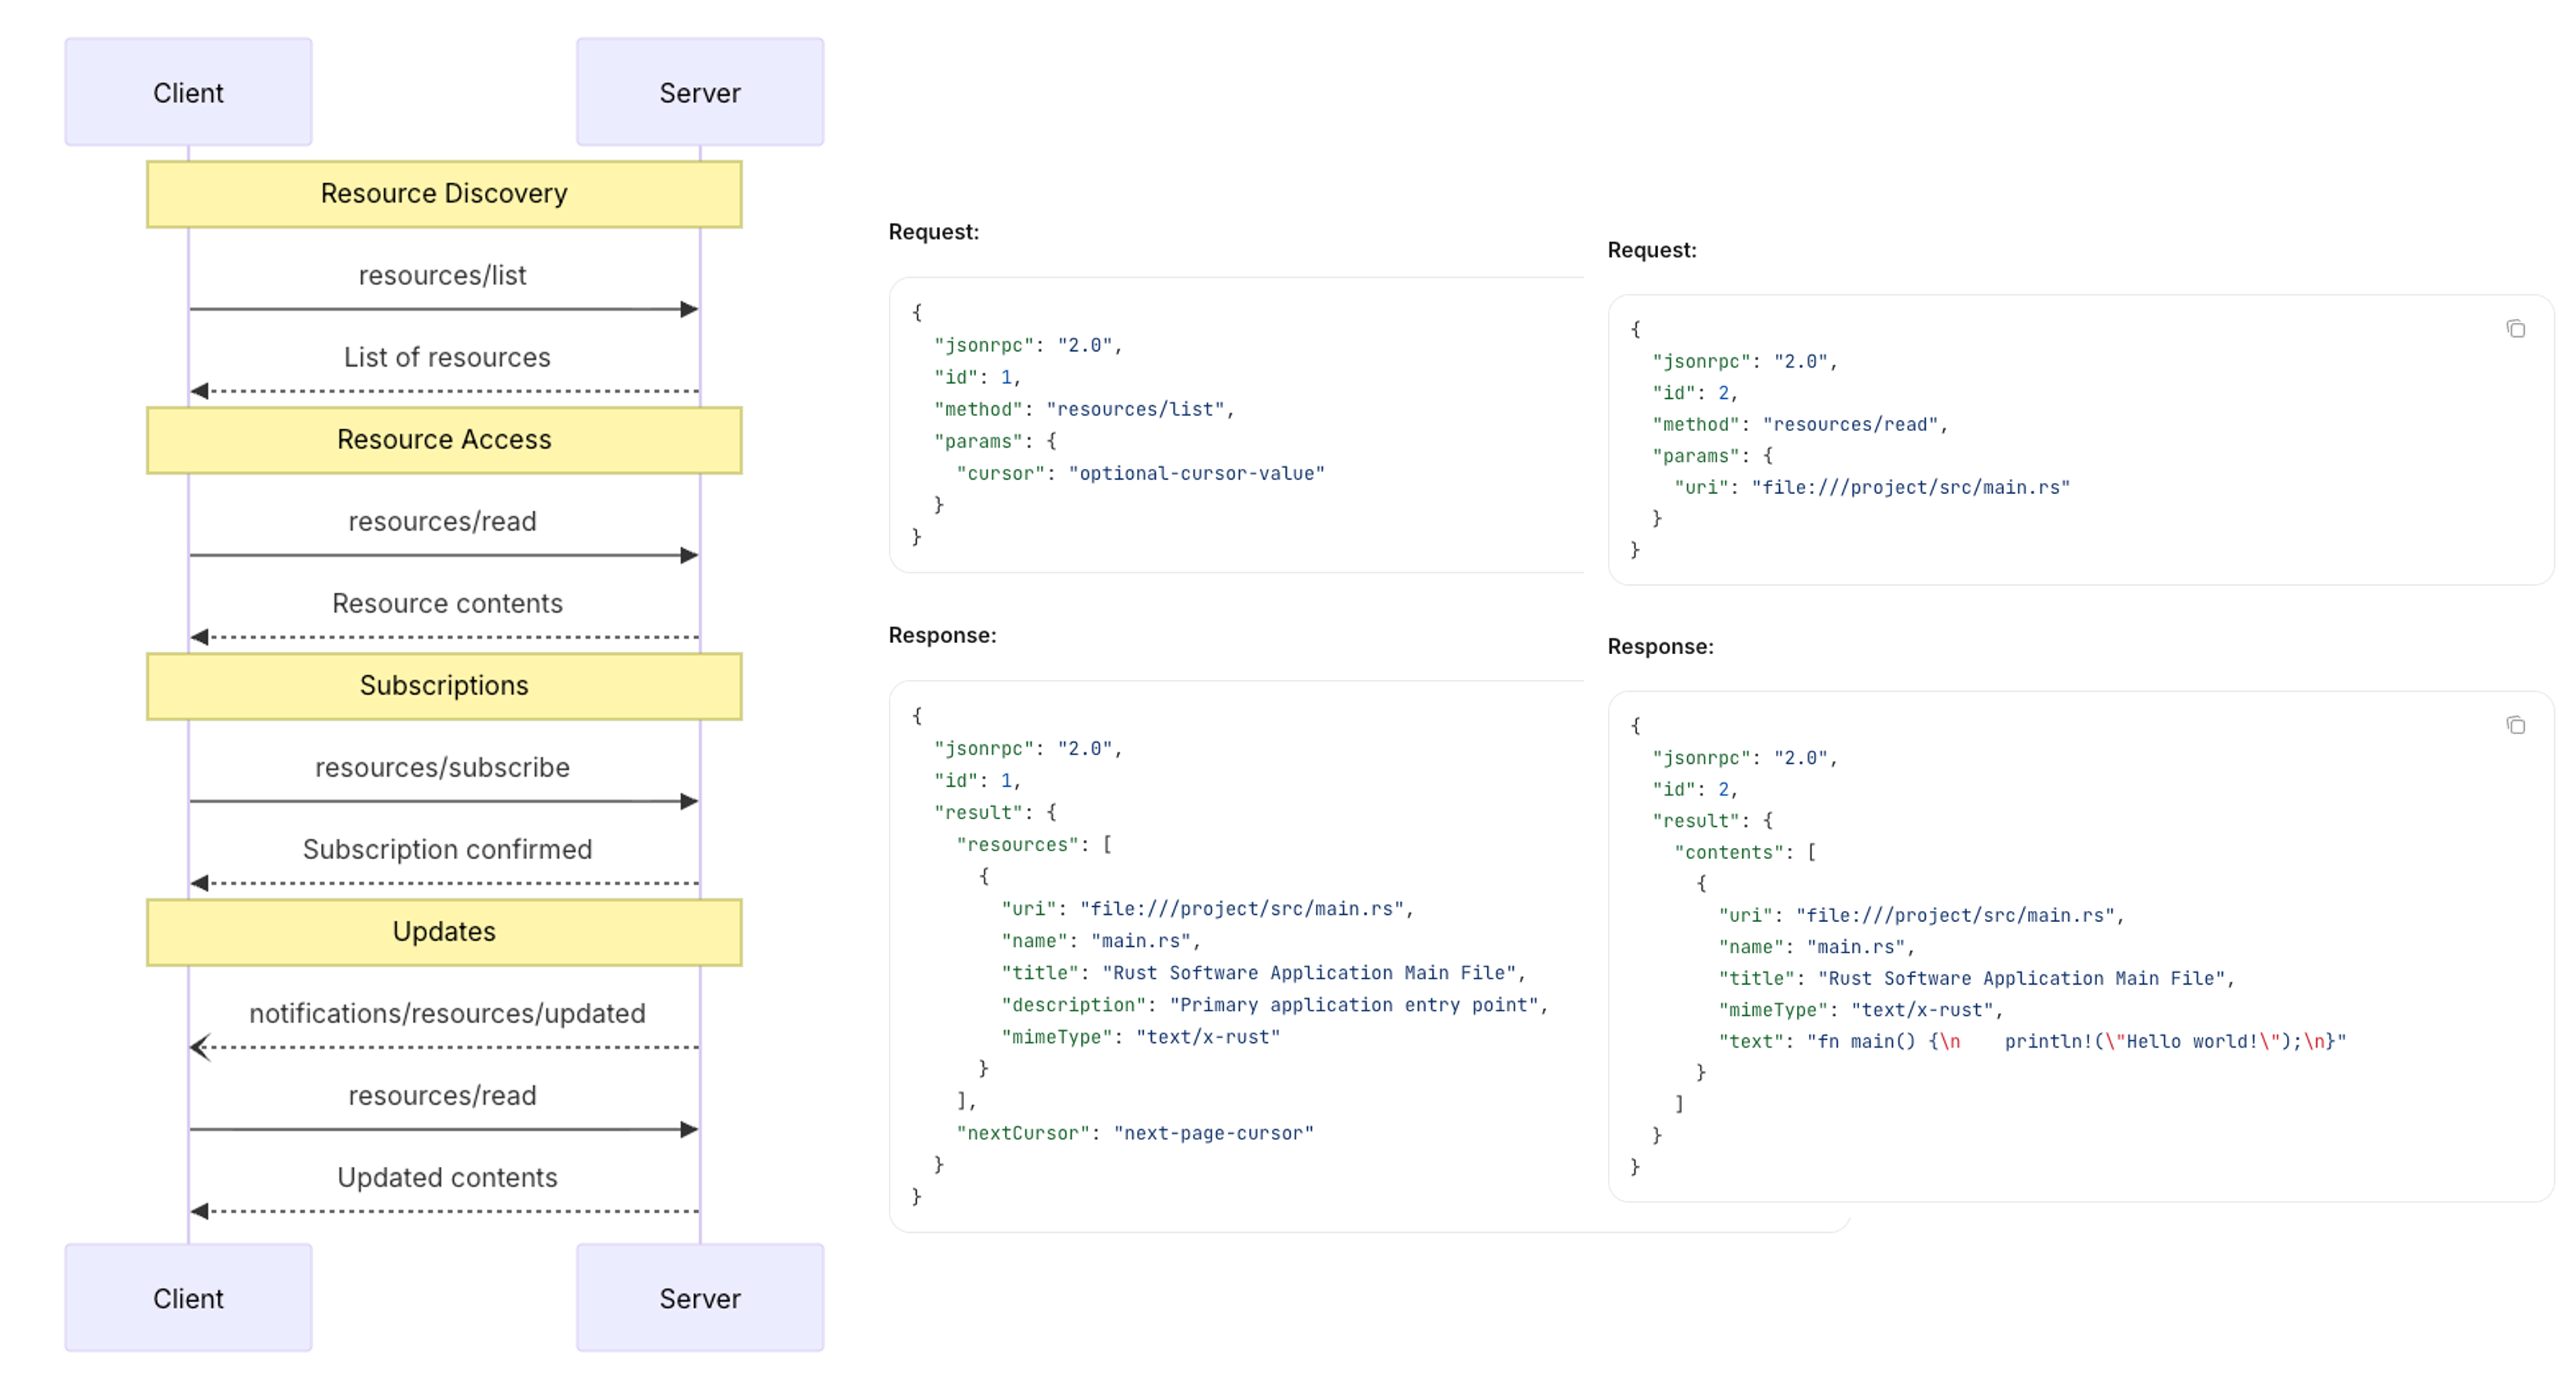 Client
Server
Resource Discovery
resources/list
List of resources
Resource Access
resources/read
Resource contents
Subscriptions
resources/subscribe
Subscription confirmed
Updates
notifications/resources/updated
resources/read
Updated contents
Client
Server
Request:
{
  "jsonrpc": "2.0",
  "id": 1,
  "method": "resources/list",
  "params": {
    "cursor": "optional-cursor-value"
  }
}
Response:
{
  "jsonrpc": "2.0",
  "id": 1,
  "result": {
    "resources": [
      {
        "uri": "file:///project/src/main.rs",
        "name": "main.rs",
        "title": "Rust Software Application Main File",
        "description": "Primary application entry point",
        "mimeType": "text/x-rust"
      }
    ],
    "nextCursor": "next-page-cursor"
  }
}
Request:
{
  "jsonrpc": "2.0",
  "id": 2,
  "method": "resources/read",
  "params": {
    "uri": "file:///project/src/main.rs"
  }
}
Response:
{
  "jsonrpc": "2.0",
  "id": 2,
  "result": {
    "contents": [
      {
        "uri": "file:///project/src/main.rs",
        "name": "main.rs",
        "title": "Rust Software Application Main File",
        "mimeType": "text/x-rust",
        "text": "fn main() {\n    println!(\"Hello world!\");\n}"
      }
    ]
  }
}